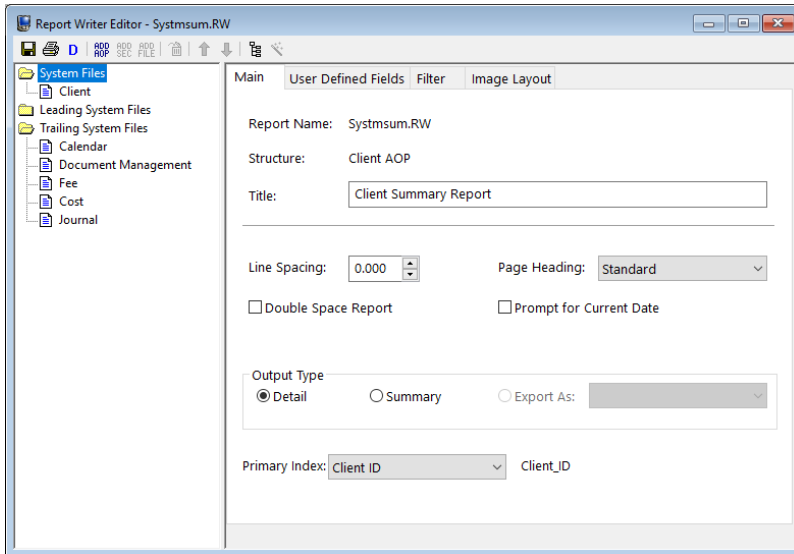 Report Writer Editor - Systmsum.RW
D ADD AOP ADD SEC ADD FILE
System Files
Client
Leading System Files
Trailing System Files
Calendar
Document Management
Fee
Cost
Journal
Main User Defined Fields Filter Image Layout
Report Name: Systmsum.RW
Structure: Client AOP
Title: Client Summary Report
Line Spacing: 0.000 Page Heading: Standard
Double Space Report Prompt for Current Date
Output Type
Detail Summary Export As:
Primary Index: Client ID Client_ID